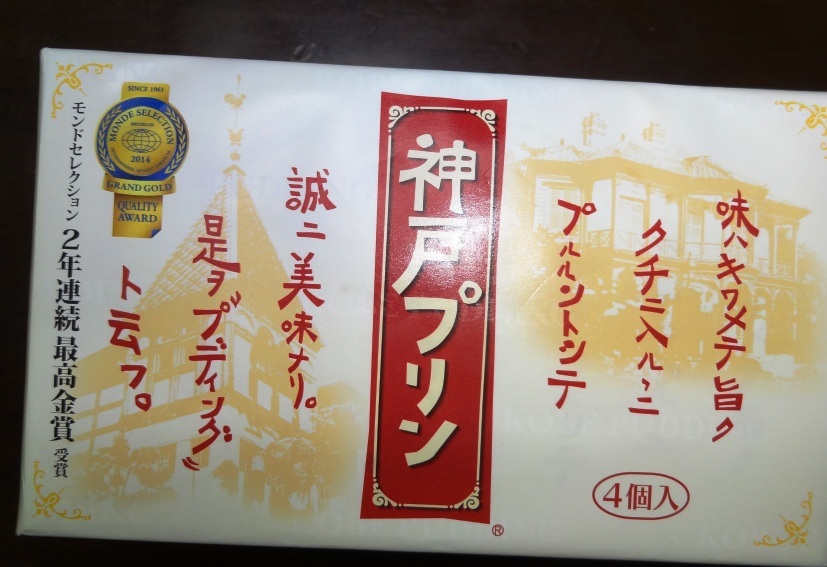 味ハキワメテ旨ク
クチニ入ルヽニ
プルルントシテ
神戸プリン
®
誠ニ美味ナリ。
是ヲ〝プディング〟
ト云フ。
4個入
SINCE 1961
MONDE SELECTION
BRUXELLES
2014
GRAND GOLD
QUALITY
AWARD
モンドセレクション 2年連続 最高金賞 受賞